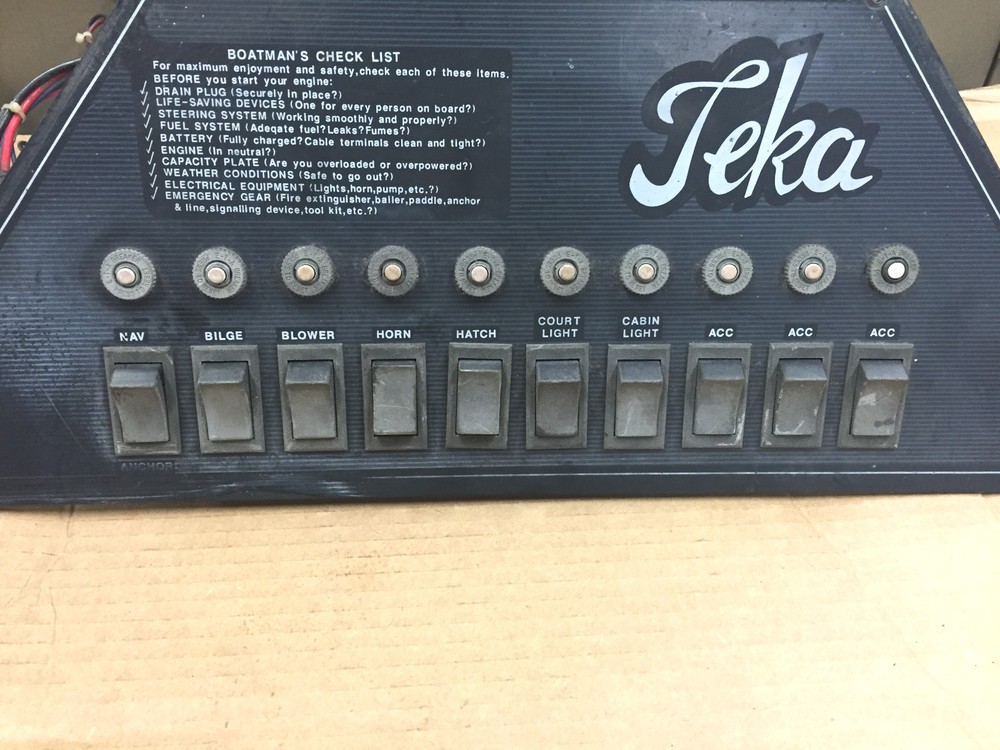 BOATMAN'S CHECK LIST
For maximum enjoyment and safety,check each of these items.
BEFORE you start your engine:
DRAIN PLUG (Securely in place?)
LIFE-SAVING DEVICES (One for every person on board?)
STEERING SYSTEM (Working smoothly and properly?)
FUEL SYSTEM (Adeqate fuel?Leaks?Fumes?)
BATTERY (Fully charged?Cable terminals clean and tight?)
ENGINE (In neutral?)
CAPACITY PLATE (Are you overloaded or overpowered?)
WEATHER CONDITIONS (Safe to go out?)
ELECTRICAL EQUIPMENT (Lights,horn,pump,etc.?)
EMERGENCY GEAR (Fire extinguisher,bailer,paddle,anchor
& line,signalling device,tool kit,etc.?)
Teka
NAV BILGE BLOWER HORN HATCH COURT LIGHT CABIN LIGHT ACC ACC ACC
ANCHOR